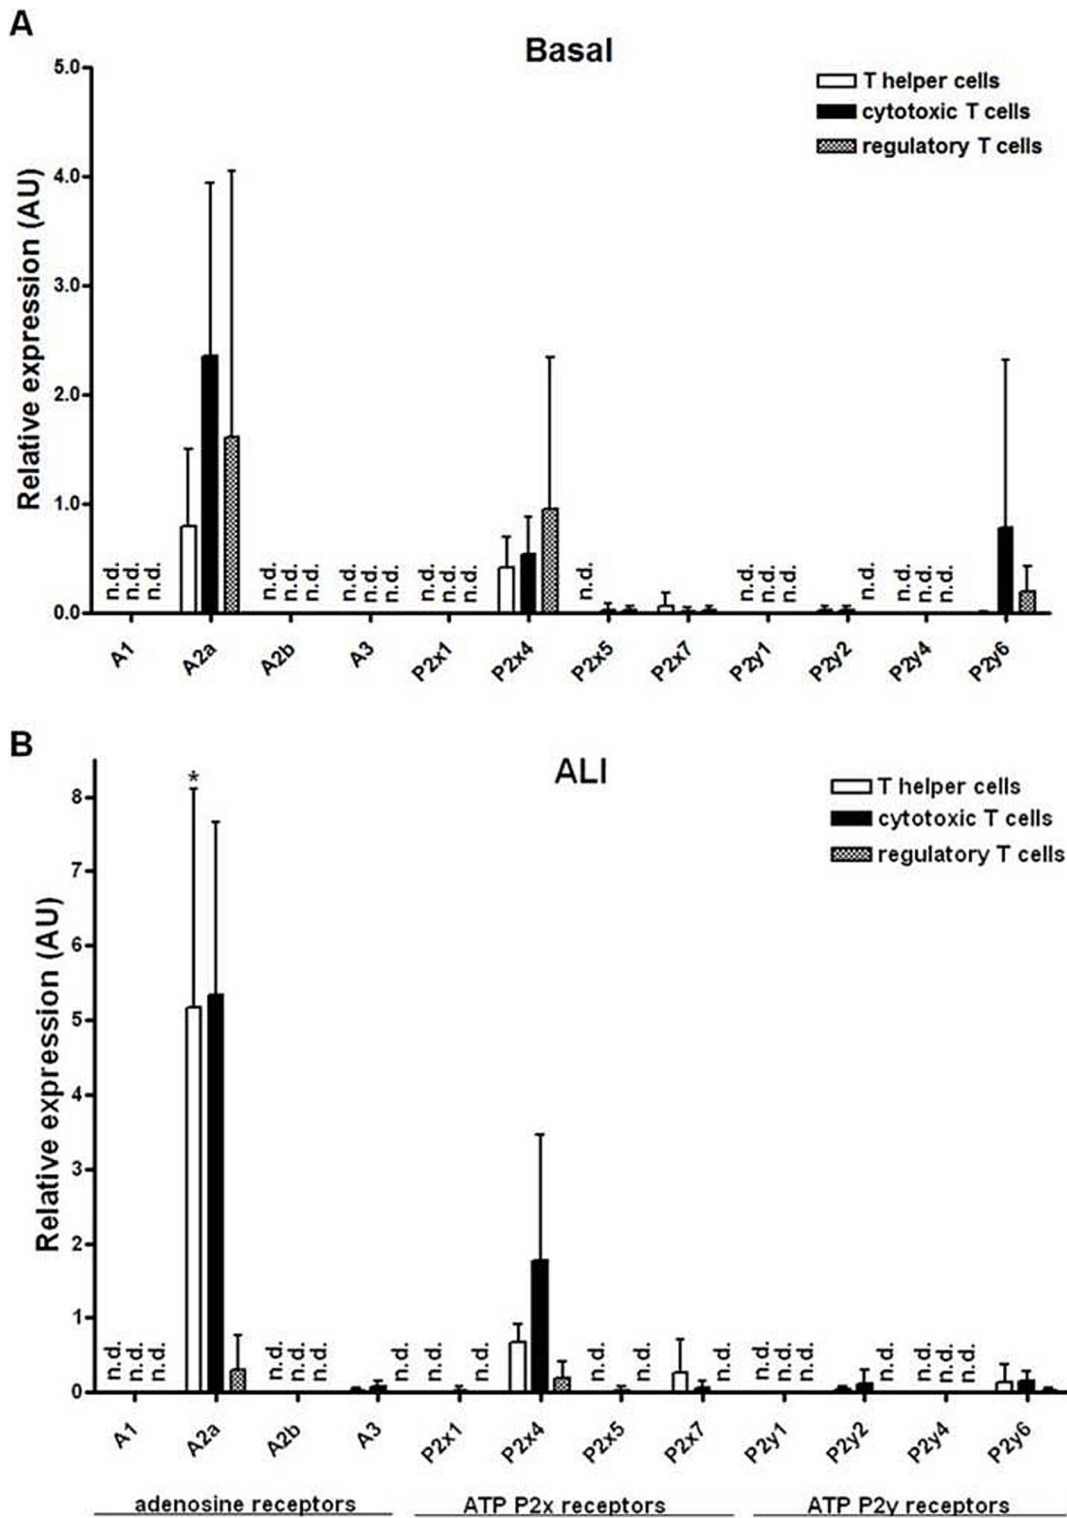 A
Basal
T helper cells
cytotoxic T cells
regulatory T cells
Relative expression (AU)
5.0
4.0
3.0
2.0
1.0
0.0
n.d. n.d. n.d. n.d. n.d. n.d. n.d. n.d. n.d. n.d. n.d. n.d. n.d. n.d. n.d. n.d. n.d. n.d. n.d. n.d.
A1 A2a A2b A3 P2x1 P2x4 P2x5 P2x7 P2y1 P2y2 P2y4 P2y6
B
ALI
T helper cells
cytotoxic T cells
regulatory T cells
Relative expression (AU)
*
8
7
6
5
4
3
2
1
0
n.d. n.d. n.d. n.d. n.d. n.d. n.d. n.d. n.d. n.d. n.d. n.d. n.d. n.d. n.d. n.d. n.d. n.d. n.d. n.d.
A1 A2a A2b A3 P2x1 P2x4 P2x5 P2x7 P2y1 P2y2 P2y4 P2y6
adenosine receptors ATP P2x receptors ATP P2y receptors